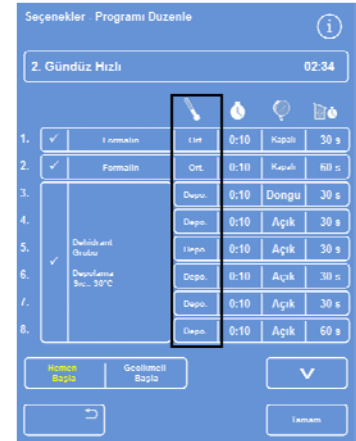 Seçenekler - Programı Duzenle
i
2. Gündüz Hızlı 02:34
1. Formalin Ort. 0:10 Kapalı 30 s
2. Formalin Ort. 0:10 Kapalı 60 s
3. Depo. 0:10 Dongu 30 s
4. Depo. 0:10 Açık 30 s
5. Dehidrant Grubu Depo. 0:10 Açık 30 s
6. Depolama Sıc.. 30°C Depo. 0:10 Açık 30 s
7. Depo. 0:10 Açık 30 s
8. Depo. 0:10 Açık 60 s
Hemen Başla Gecikmeli Başla
Tamam